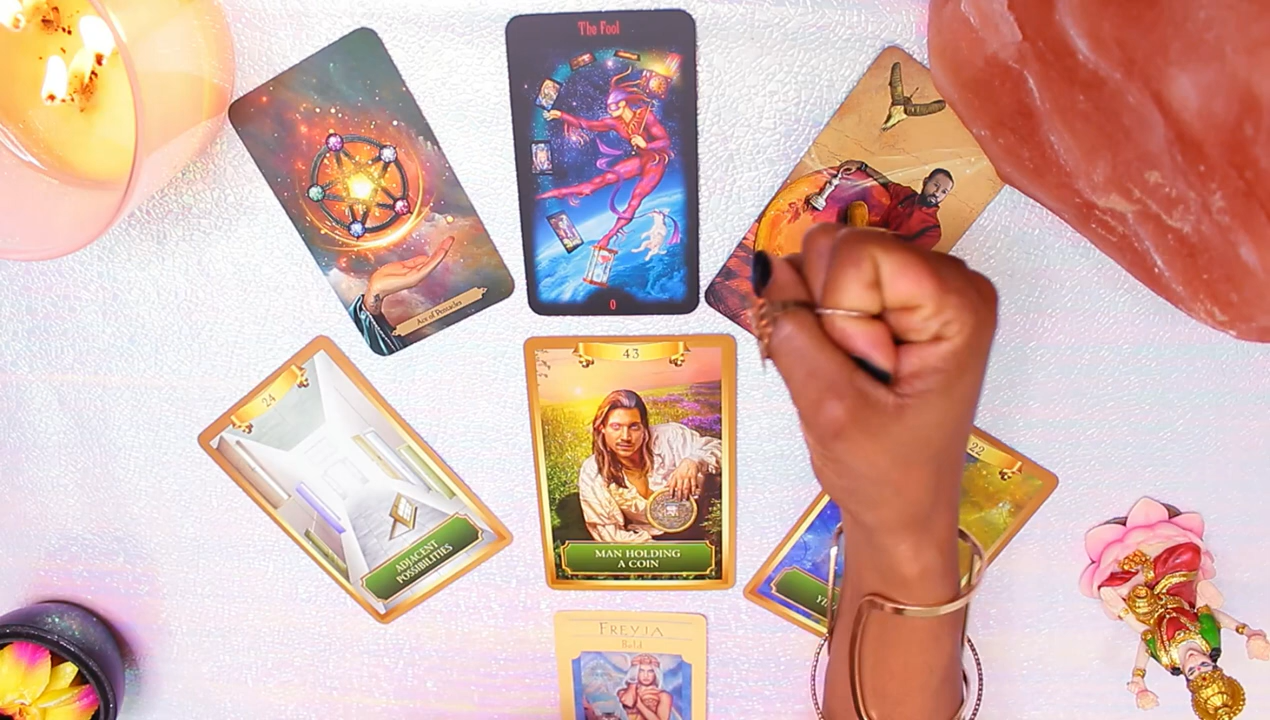 The Fool
0
Ace of Pentacles
24
ADJACENT
POSSIBILITIES
43
MAN HOLDING
A COIN
22
FREYJA
Bold